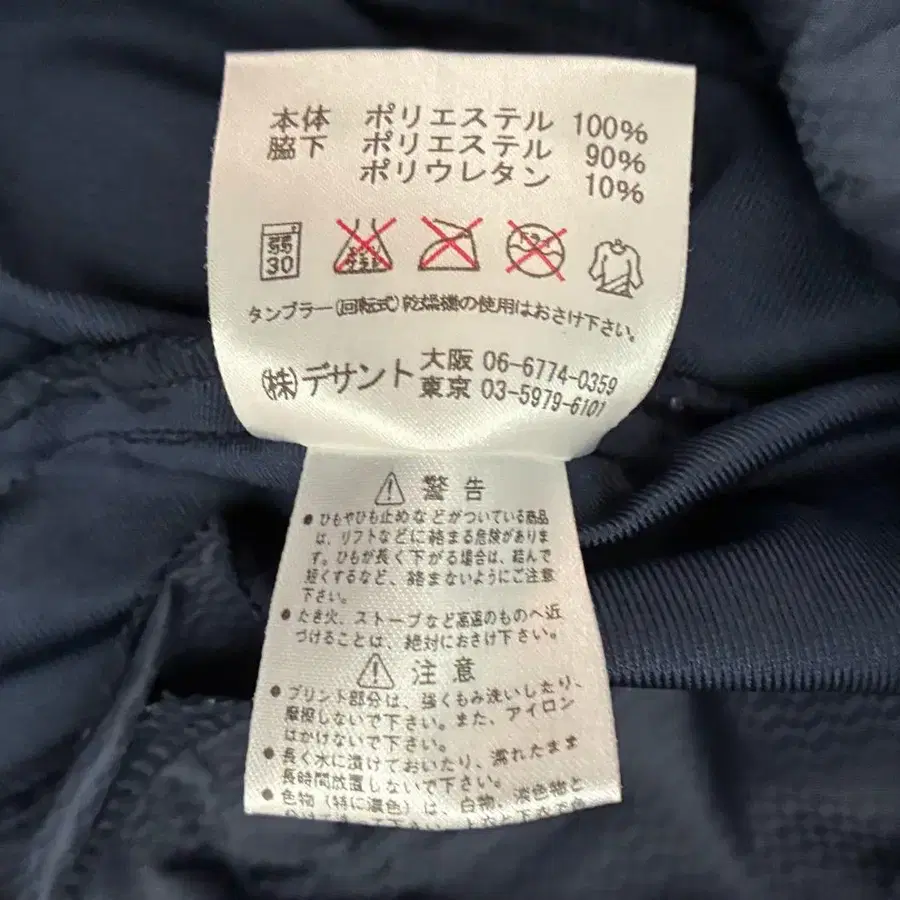 本体 ポリエステル 100%
脇下 ポリエステル 90%
ポリウレタン 10%
弱 30
エンソ サラシ ドライ
タンブラー(回転式)乾燥機の使用はおさけ下さい。
(株)デサント 大阪 06-6774-0359
東京 03-5979-6101
警告
●ひもやひも止めなどがついている商品
は、リフトなどに絡まる危険がありま
す。ひもが長く下がる場合は、結んで
短くするなど、絡まないようにご注意
下さい。
●たき火、ストーブなど高温のものへ近
づけることは、絶対におさけ下さい。
注意
●プリント部分は、強くもみ洗いしたり、
摩擦しないで下さい。また、アイロン
はかけないで下さい。
●長く水に漬けておいたり、濡れたまま
長時間放置しないで下さい。
●色物(特に濃色)は、白物、淡色物と